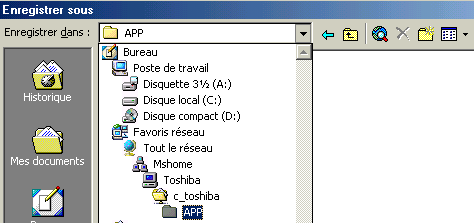 Enregistrer sous
Enregistrer dans :
APP
Bureau
Poste de travail
Disquette 3½ (A:)
Disque local (C:)
Disque compact (D:)
Favoris réseau
Tout le réseau
Mshome
Toshiba
c_toshiba
APP
Historique
Mes documents